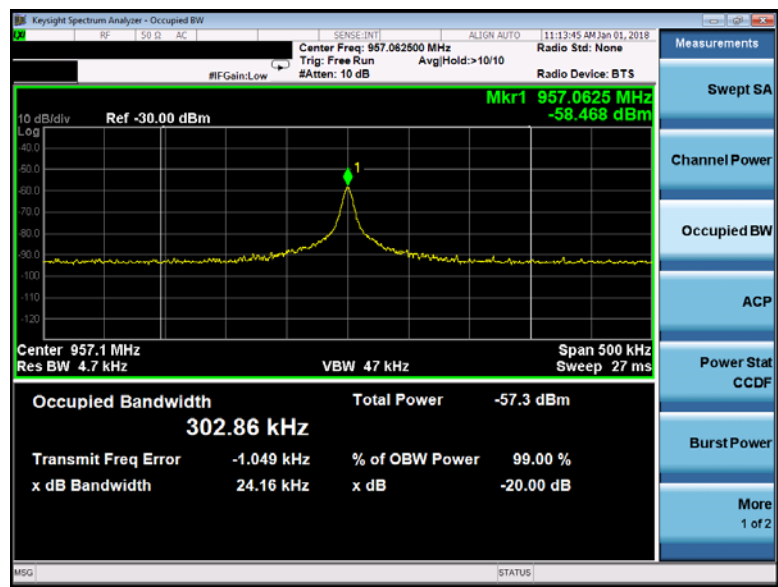 Keysight Spectrum Analyzer - Occupied BW
RF 50 Ω AC SENSE:INT ALIGN AUTO 11:13:45 AM Jan 01, 2018
Center Freq: 957.062500 MHz Radio Std: None
Trig: Free Run Avg|Hold:>10/10
#IFGain:Low #Atten: 10 dB Radio Device: BTS
Mkr1 957.0625 MHz
10 dB/div Ref -30.00 dBm -58.468 dBm
Log
-40.0
-50.0
1
-60.0
-70.0
-80.0
-90.0
-100
-110
-120
Center 957.1 MHz Span 500 kHz
Res BW 4.7 kHz VBW 47 kHz Sweep 27 ms
Occupied Bandwidth Total Power -57.3 dBm
302.86 kHz
Transmit Freq Error -1.049 kHz % of OBW Power 99.00 %
x dB Bandwidth 24.16 kHz x dB -20.00 dB
MSG STATUS
Measurements
Swept SA
Channel Power
Occupied BW
ACP
Power Stat
CCDF
Burst Power
More
1 of 2